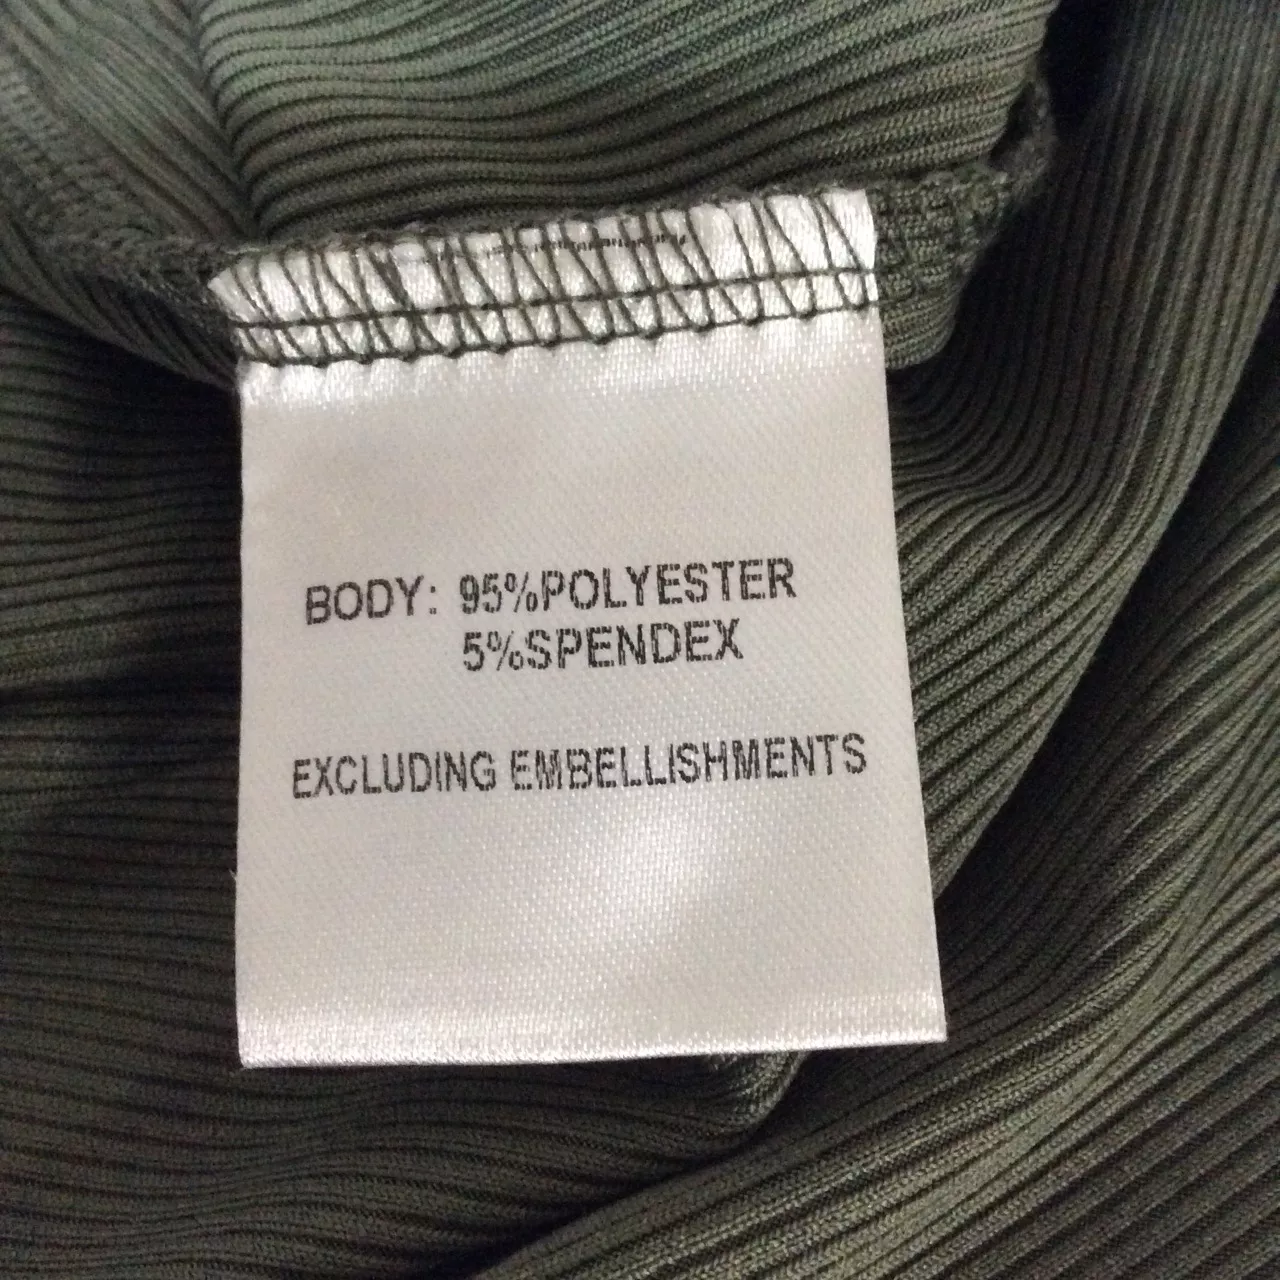 BODY: 95%POLYESTER
5%SPENDEX
EXCLUDING EMBELLISHMENTS